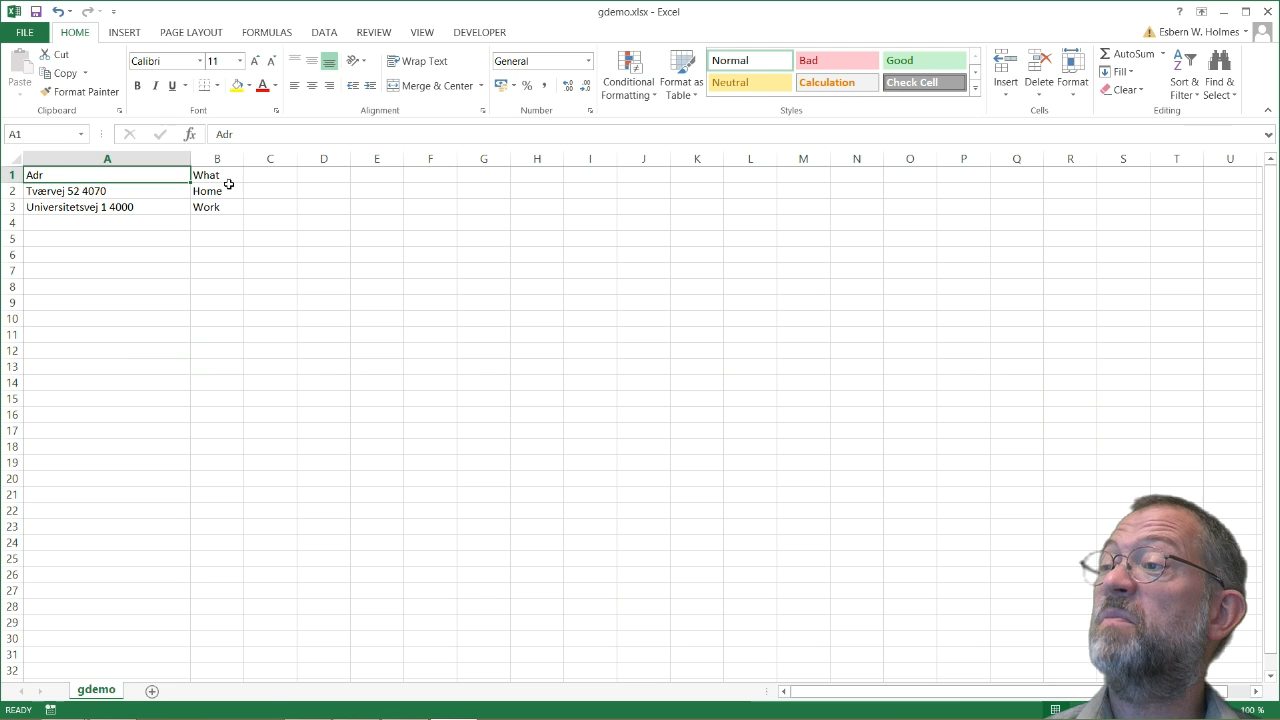 gdemo.xlsx - Excel
?
FILE HOME INSERT PAGE LAYOUT FORMULAS DATA REVIEW VIEW DEVELOPER
Esbern W. Holmes
Paste
Cut
Copy
Format Painter
Clipboard
Calibri 11
B I U
Font
Wrap Text
Merge & Center
Alignment
General
%
Number
Conditional Formatting
Format as Table
Normal Bad Good
Neutral Calculation Check Cell
Styles
Insert Delete Format
Cells
AutoSum
Fill
Clear
Sort & Filter
Find & Select
Editing
A1
fx
Adr
A B C D E F G H I J K L M N O P Q R S T U
1 Adr What
2 Tværvej 52 4070 Home
3 Universitetsvej 1 4000 Work
4
5
6
7
8
9
10
11
12
13
14
15
16
17
18
19
20
21
22
23
24
25
26
27
28
29
30
31
32
gdemo
READY
100 %